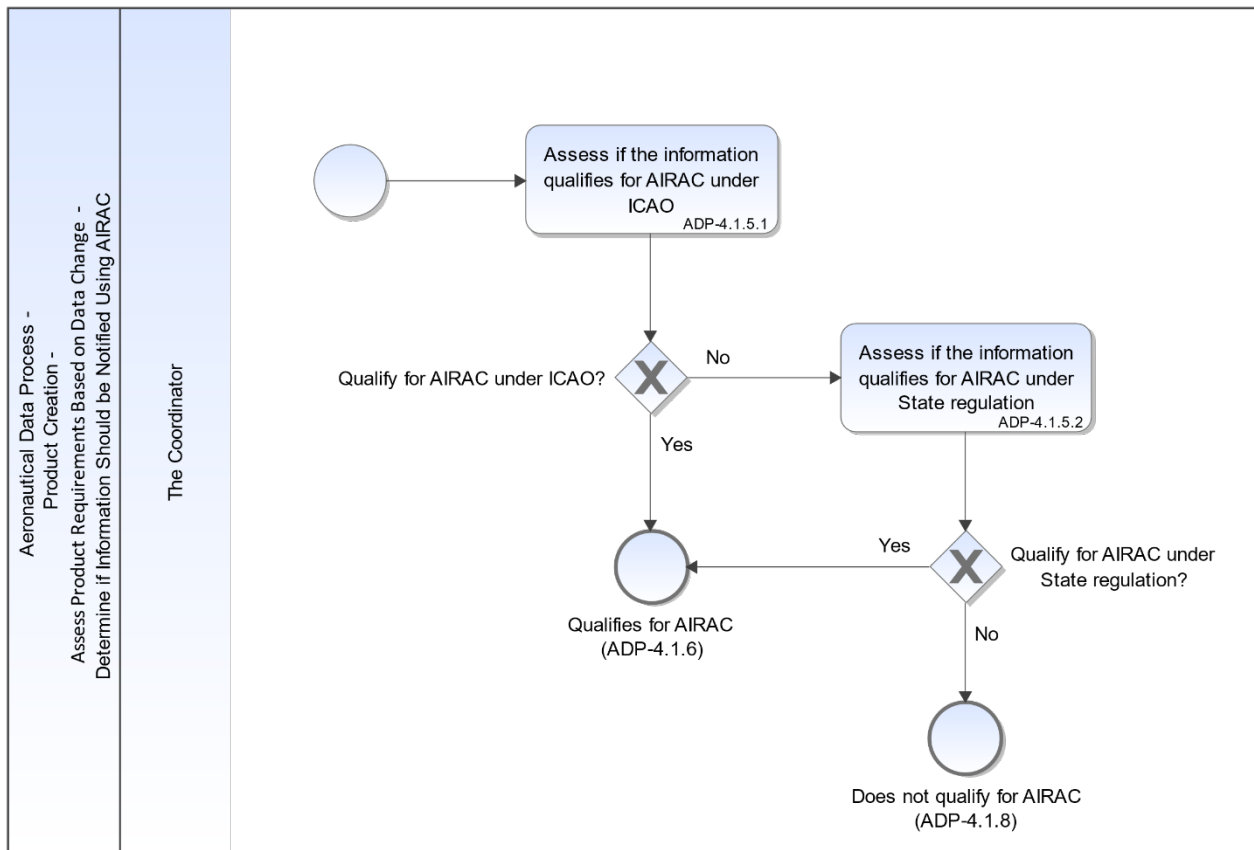 Aeronautical Data Process -
Product Creation -
Assess Product Requirements Based on Data Change -
Determine if Information Should be Notified Using AIRAC
The Coordinator
Assess if the information
qualifies for AIRAC under
ICAO
ADP-4.1.5.1
Qualify for AIRAC under ICAO?
No
Yes
Assess if the information
qualifies for AIRAC under
State regulation
ADP-4.1.5.2
Yes
Qualify for AIRAC under
State regulation?
No
Qualifies for AIRAC
(ADP-4.1.6)
Does not qualify for AIRAC
(ADP-4.1.8)